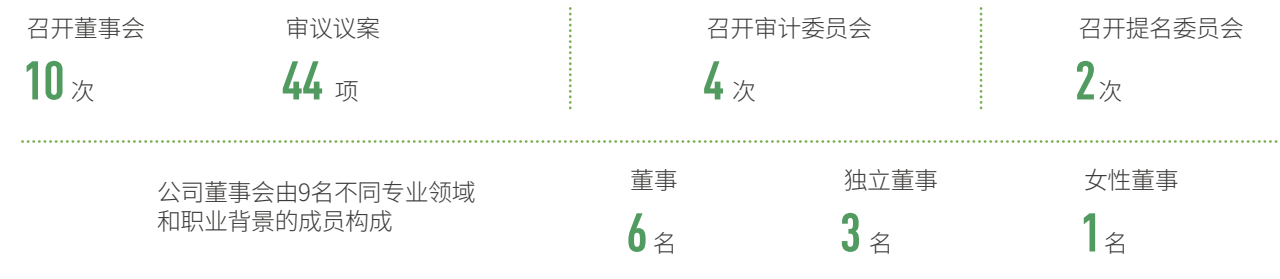 召开董事会
10 次
审议议案
44 项
召开审计委员会
4 次
召开提名委员会
2次
公司董事会由9名不同专业领域
和职业背景的成员构成
董事
6 名
独立董事
3 名
女性董事
1 名